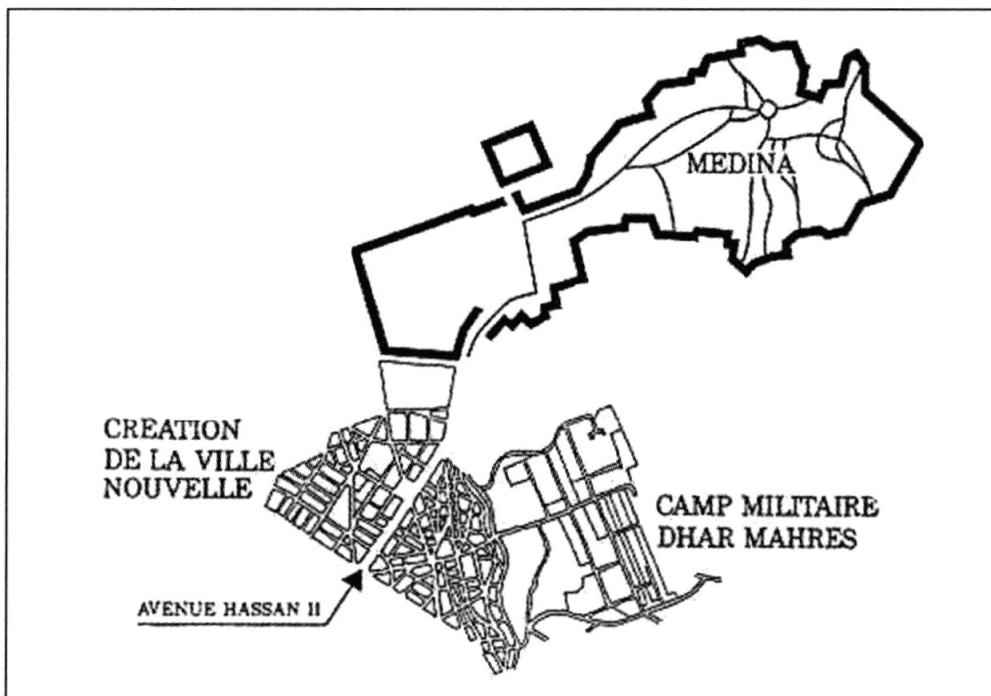 MEDINA
CREATION
DE LA VILLE
NOUVELLE
CAMP MILITAIRE
DHAR MAHRES
AVENUE HASSAN II